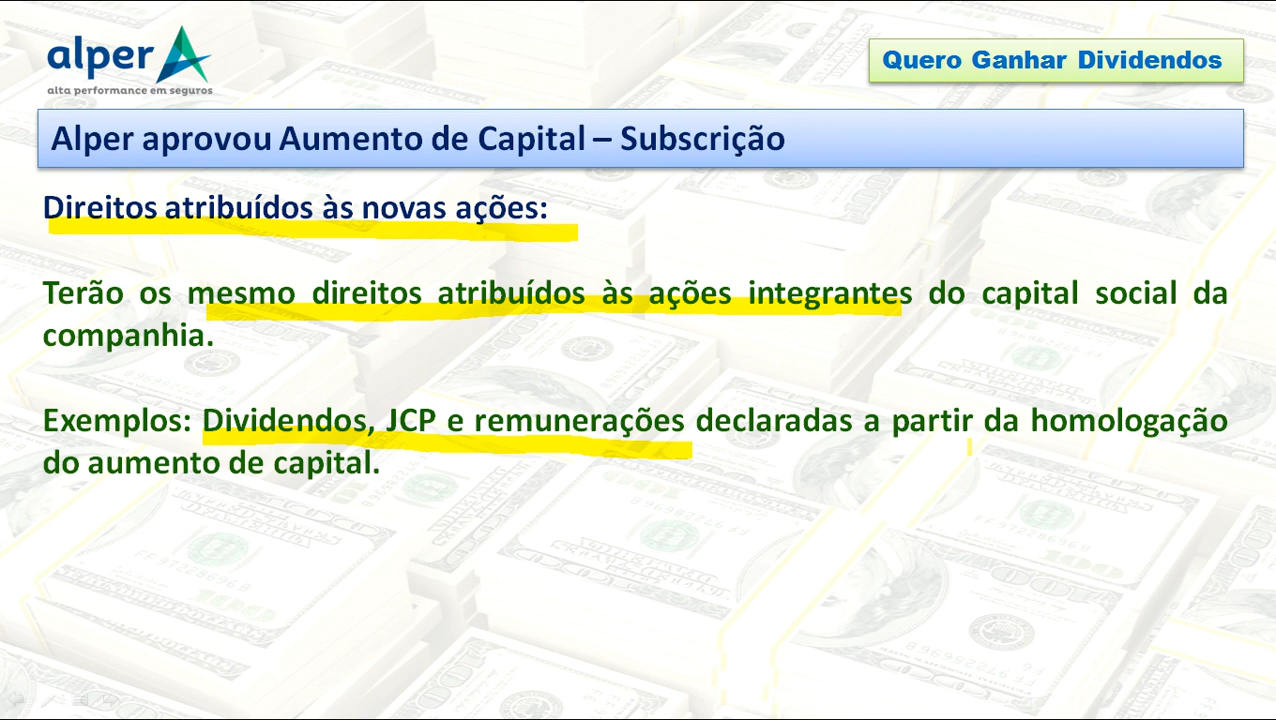 alper
alta performance em seguros
Quero Ganhar Dividendos
Alper aprovou Aumento de Capital – Subscrição
Direitos atribuídos às novas ações:
Terão os mesmo direitos atribuídos às ações integrantes do capital social da
companhia.
Exemplos: Dividendos, JCP e remunerações declaradas a partir da homologação
do aumento de capital.